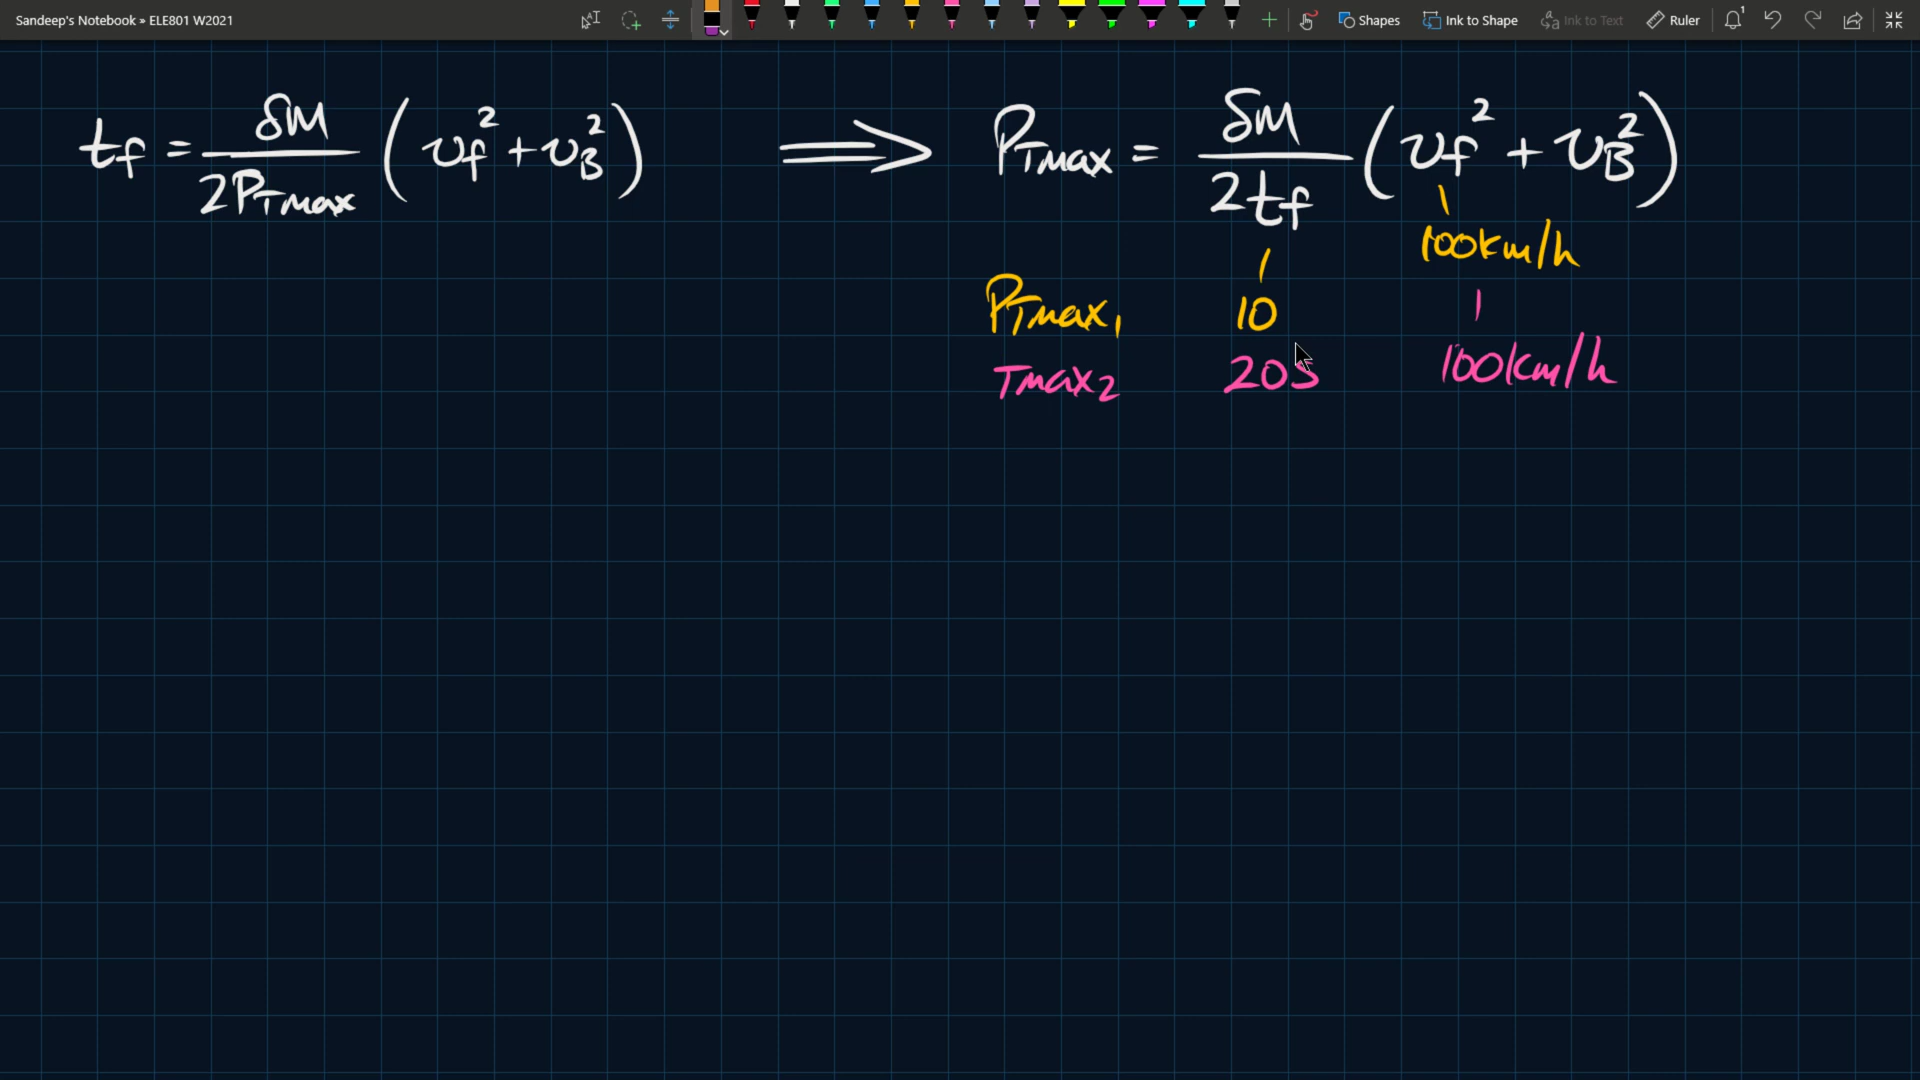 Sandeep's Notebook » ELE801 W2021 Shapes Ink to Shape Ink to Text Ruler 1
tf = δM / 2PTmax (vf² + vB²) ⟹ PTmax = δM / 2tf (vf² + vB²)
100km/h
PTmax1 10
Tmax2 20s 100km/h